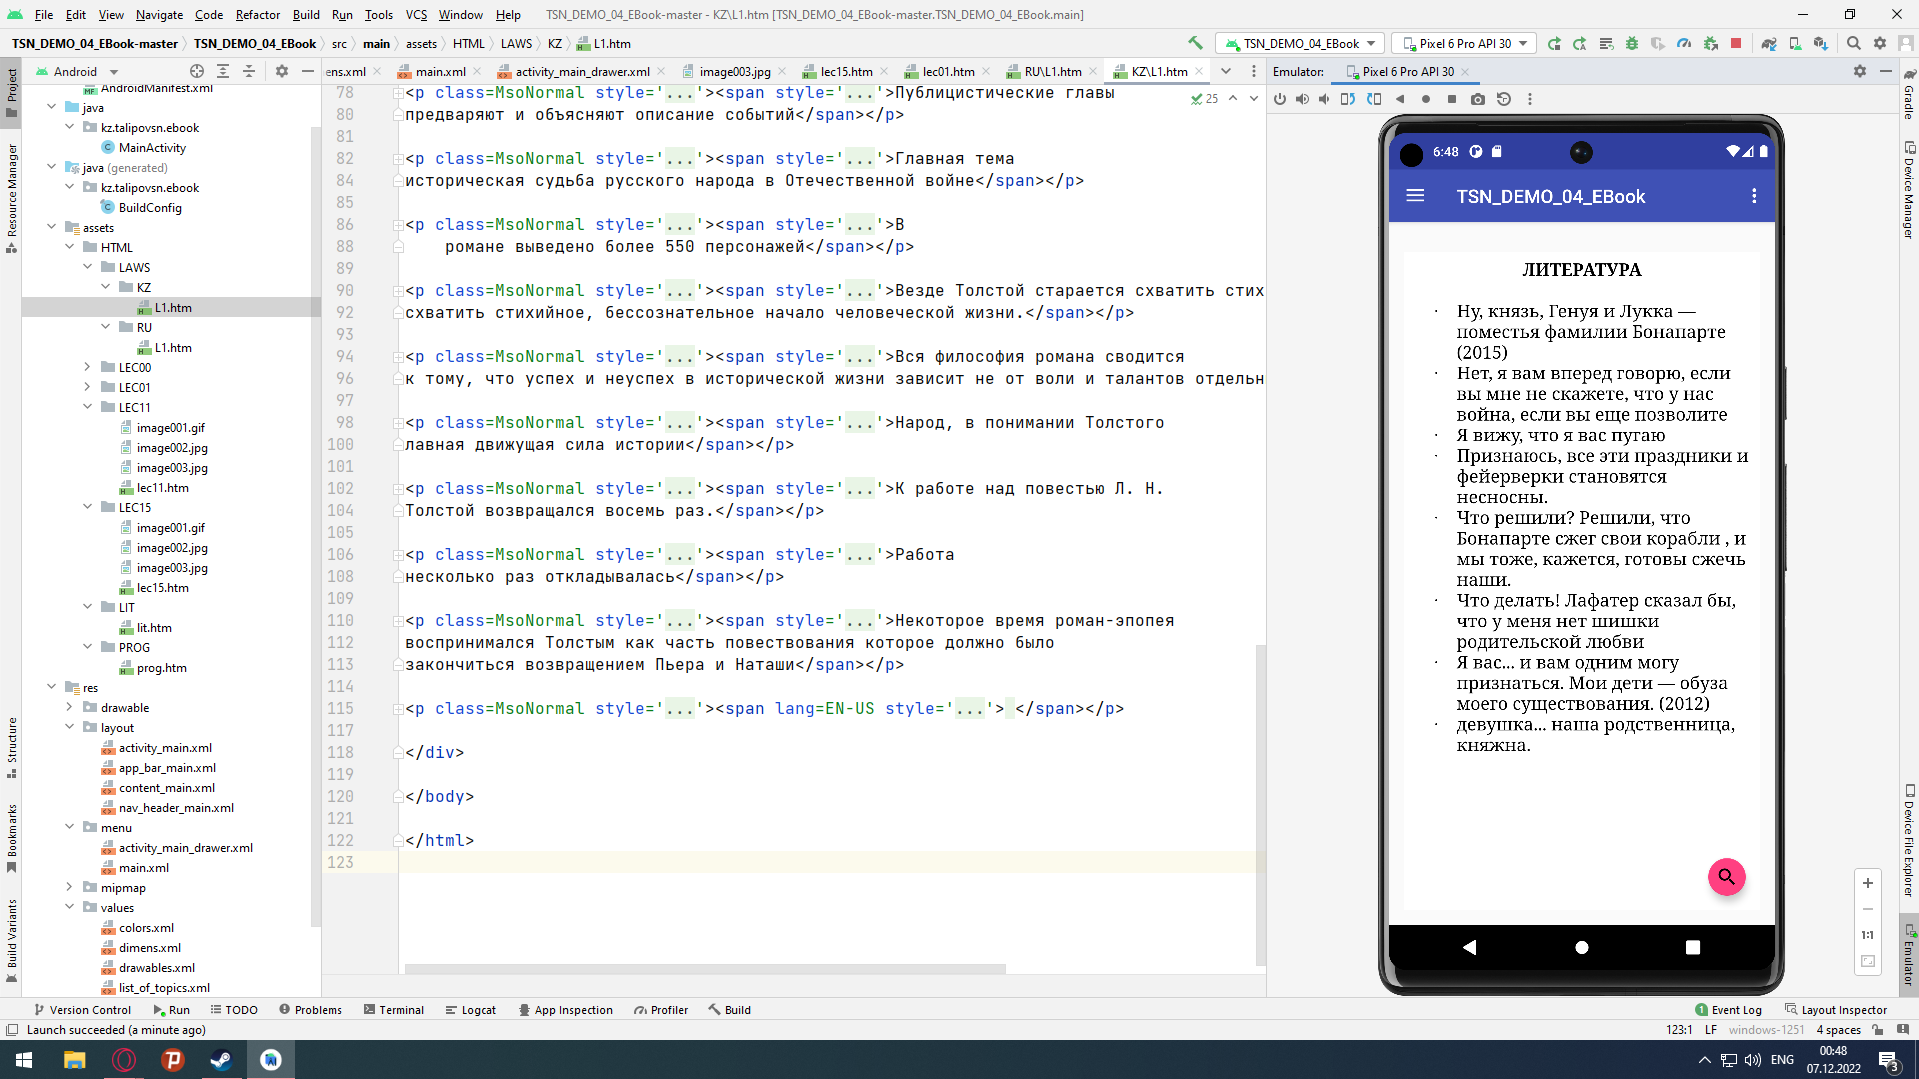 File Edit View Navigate Code Refactor Build Run Tools VCS Window Help TSN_DEMO_04_EBook-master - KZ\L1.htm [TSN_DEMO_04_EBook-master.TSN_DEMO_04_EBook.main]
TSN_DEMO_04_EBook-master TSN_DEMO_04_EBook src main assets HTML LAWS KZ L1.htm TSN_DEMO_04_EBook Pixel 6 Pro API 30
Android ens.xml main.xml activity_main_drawer.xml image003.jpg lec15.htm lec01.htm RU\L1.htm KZ\L1.htm Emulator: Pixel 6 Pro API 30
Project
Resource Manager
Structure
Bookmarks
Build Variants
AndroidManifest.xml
java
kz.talipovsn.ebook
MainActivity
java (generated)
kz.talipovsn.ebook
BuildConfig
assets
HTML
LAWS
KZ
L1.htm
RU
L1.htm
LEC00
LEC01
LEC11
image001.gif
image002.jpg
image003.jpg
lec11.htm
LEC15
image001.gif
image002.jpg
image003.jpg
lec15.htm
LIT
lit.htm
PROG
prog.htm
res
drawable
layout
activity_main.xml
app_bar_main.xml
content_main.xml
nav_header_main.xml
menu
activity_main_drawer.xml
main.xml
mipmap
values
colors.xml
dimens.xml
drawables.xml
list_of_topics.xml
25
78 <p class=MsoNormal style='...'><span style='...'>Публицистические главы
80 предваряют и объясняют описание событий</span></p>
81
82 <p class=MsoNormal style='...'><span style='...'>Главная тема
84 историческая судьба русского народа в Отечественной войне</span></p>
85
86 <p class=MsoNormal style='...'><span style='...'>В
88 романе выведено более 550 персонажей</span></p>
89
90 <p class=MsoNormal style='...'><span style='...'>Везде Толстой старается схватить стих
92 схватить стихийное, бессознательное начало человеческой жизни.</span></p>
93
94 <p class=MsoNormal style='...'><span style='...'>Вся философия романа сводится
96 к тому, что успех и неуспех в исторической жизни зависит не от воли и талантов отдельн
97
98 <p class=MsoNormal style='...'><span style='...'>Народ, в понимании Толстого
100 лавная движущая сила истории</span></p>
101
102 <p class=MsoNormal style='...'><span style='...'>К работе над повестью Л. Н.
104 Толстой возвращался восемь раз.</span></p>
105
106 <p class=MsoNormal style='...'><span style='...'>Работа
108 несколько раз откладывалась</span></p>
109
110 <p class=MsoNormal style='...'><span style='...'>Некоторое время роман-эпопея
112 воспринимался Толстым как часть повествования которое должно было
113 закончиться возвращением Пьера и Наташи</span></p>
114
115 <p class=MsoNormal style='...'><span lang=EN-US style='...'> </span></p>
117
118 </div>
119
120 </body>
121
122 </html>
123
6:48
TSN_DEMO_04_EBook
ЛИТЕРАТУРА
· Ну, князь, Генуя и Лукка —
поместья фамилии Бонапарте
(2015)
· Нет, я вам вперед говорю, если
вы мне не скажете, что у нас
война, если вы еще позволите
· Я вижу, что я вас пугаю
· Признаюсь, все эти праздники и
фейерверки становятся
несносны.
· Что решили? Решили, что
Бонапарте сжег свои корабли , и
мы тоже, кажется, готовы сжечь
наши.
· Что делать! Лафатер сказал бы,
что у меня нет шишки
родительской любви
· Я вас... и вам одним могу
признаться. Мои дети — обуза
моего существования. (2012)
· девушка... наша родственница,
княжна.
1:1
Gradle
Device Manager
Device File Explorer
Emulator
Version Control Run TODO Problems Terminal Logcat App Inspection Profiler Build 1 Event Log Layout Inspector
Launch succeeded (a minute ago) 123:1 LF windows-1251 4 spaces
ENG
00:48
07.12.2022
3